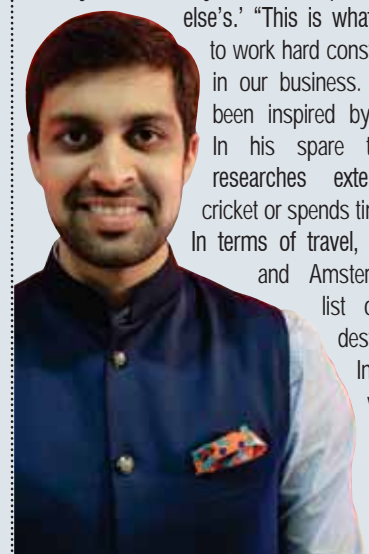 else's.' “This is what
to work hard cons
in our business.
been inspired by
In his spare
researches exte
cricket or spends ti
In terms of travel,
and Amster
list
des
In